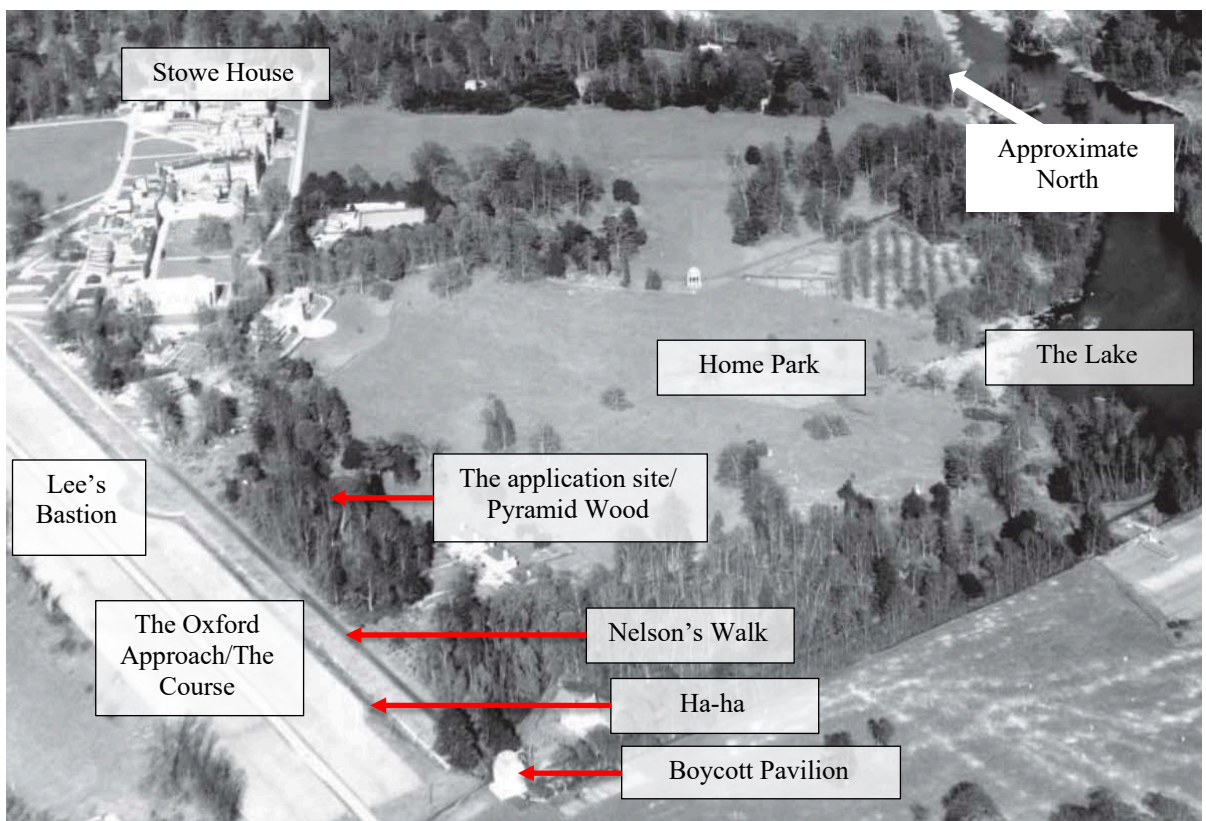 Stowe House
Approximate
North
Home Park
The Lake
Lee’s
Bastion
The application site/
Pyramid Wood
The Oxford
Approach/The
Course
Nelson’s Walk
Ha-ha
Boycott Pavilion